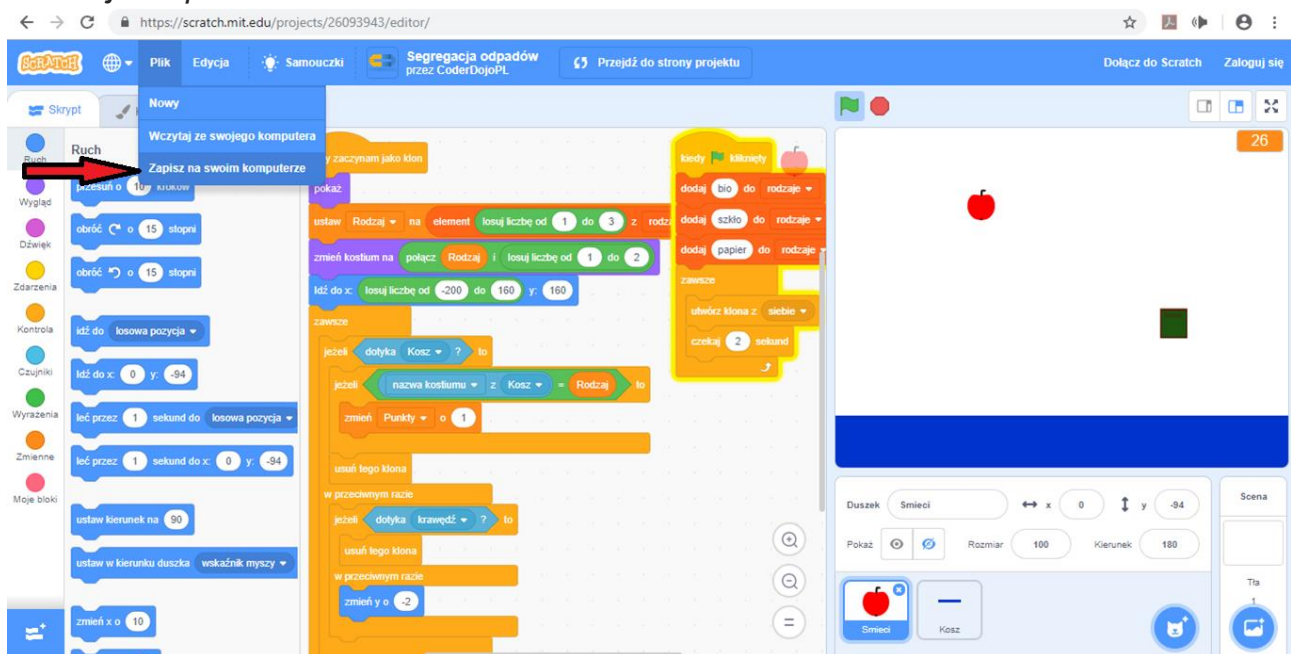 https://scratch.mit.edu/projects/26093943/editor/
SCRATCH Plik Edycja Samouczki Segregacja odpadów
przez CoderDojoPL
Przejdź do strony projektu Dołącz do Scratch Zaloguj się
Nowy
Wczytaj ze swojego komputera
Zapisz na swoim komputerze
Skrypt
Ruch
Wygląd
Dźwięk
Zdarzenia
Kontrola
Czujniki
Wyrażenia
Zmienne
Moje bloki
Ruch
przesuń o 10 kroków
obróć o 15 stopni
obróć o 15 stopni
idź do losowa pozycja
Idź do x: 0 y: -94
leć przez 1 sekund do losowa pozycja
leć przez 1 sekund do x: 0 y: -94
ustaw kierunek na 90
ustaw w kierunku duszka wskaźnik myszy
zmień x o 10
zaczynam jako klon
pokaż
ustaw Rodzaj na element losuj liczbę od 1 do 3 z
zmień kostium na połącz Rodzaj i losuj liczbę od 1 do 2
Idź do x: losuj liczbę od -200 do 160 y: 160
zawsze
jeżeli dotyka Kosz ? to
jeżeli nazwa kostiumu z Kosz = Rodzaj to
zmień Punkty o 1
usuń tego klona
w przeciwnym razie
jeżeli dotyka krawędź ? to
usuń tego klona
w przeciwnym razie
zmień y o -2
kiedy kliknięty
dodaj bio do rodzaje
dodaj szkło do rodzaje
dodaj papier do rodzaje
zawsze
utwórz klona z siebie
czekaj 2 sekund
26
Duszek Smieci x 0 y -94
Pokaż Rozmiar 100 Kierunek 180
Smieci Kosz
Scena
Tła
1